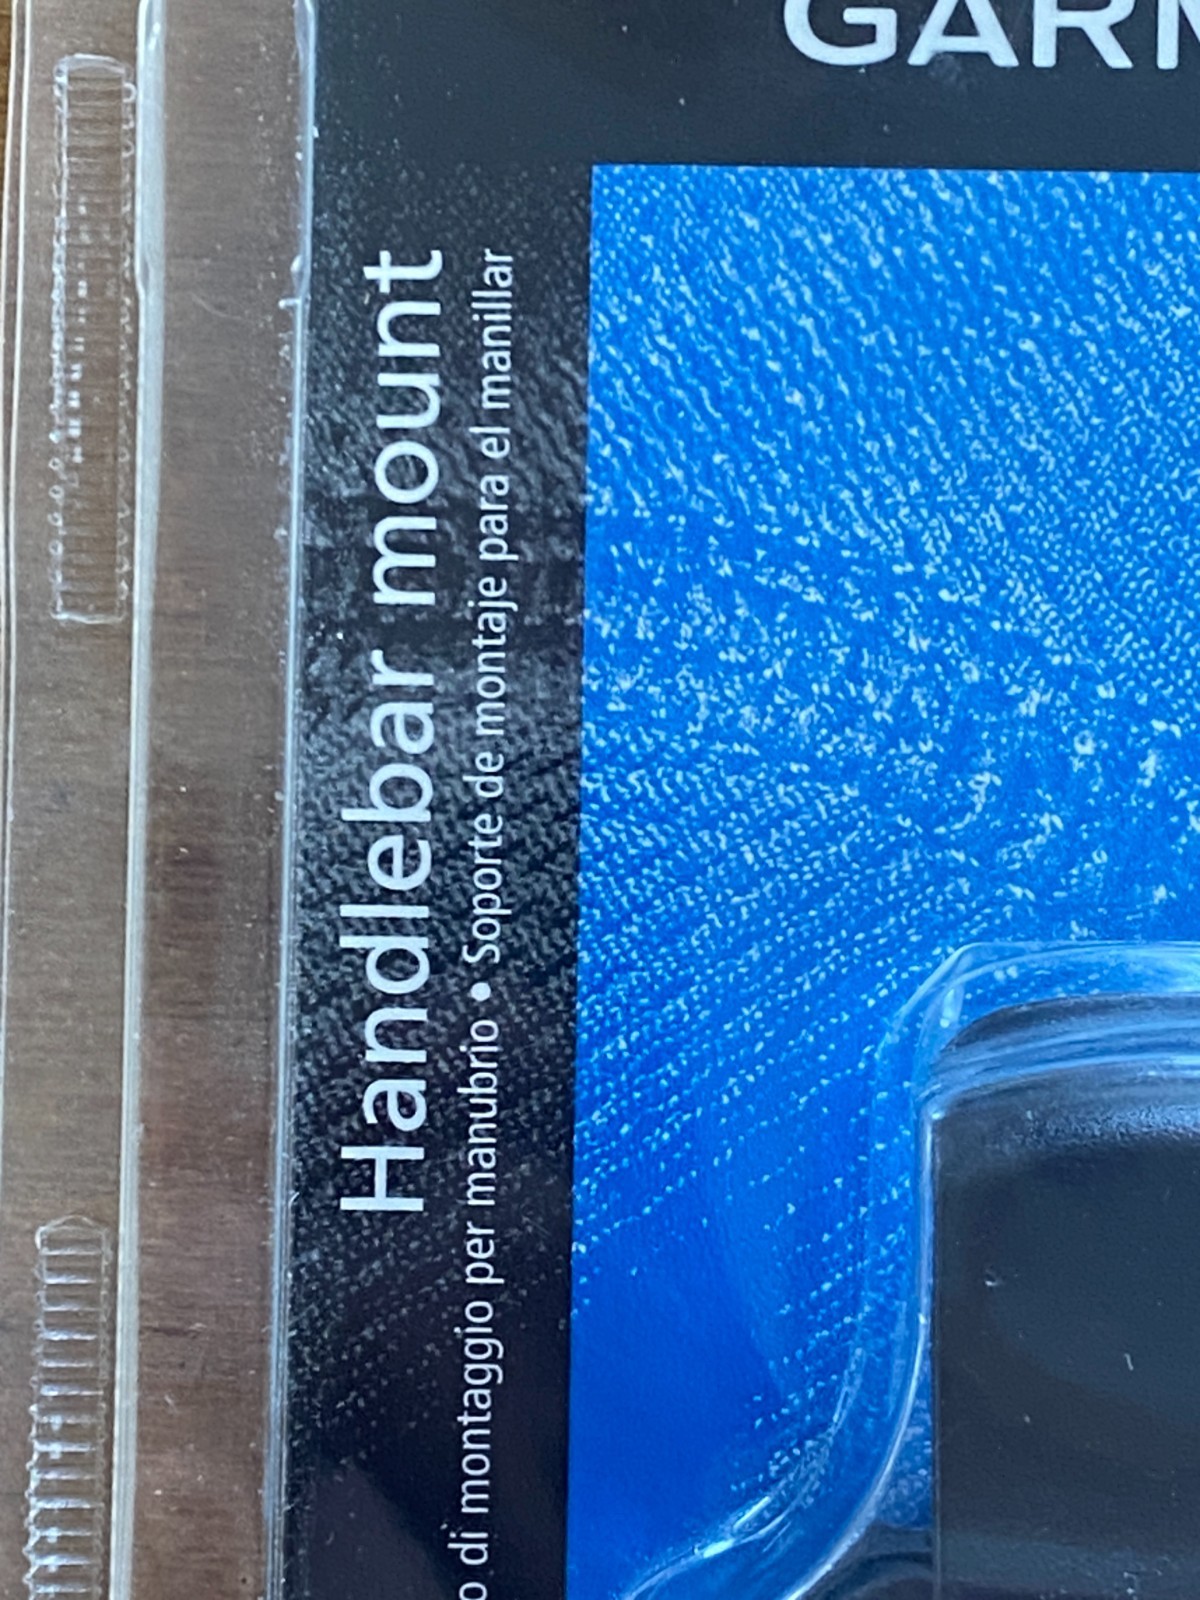 GARM
Handlebar mount
o di montaggio per manubrio • Soporte de montaje para el manillar